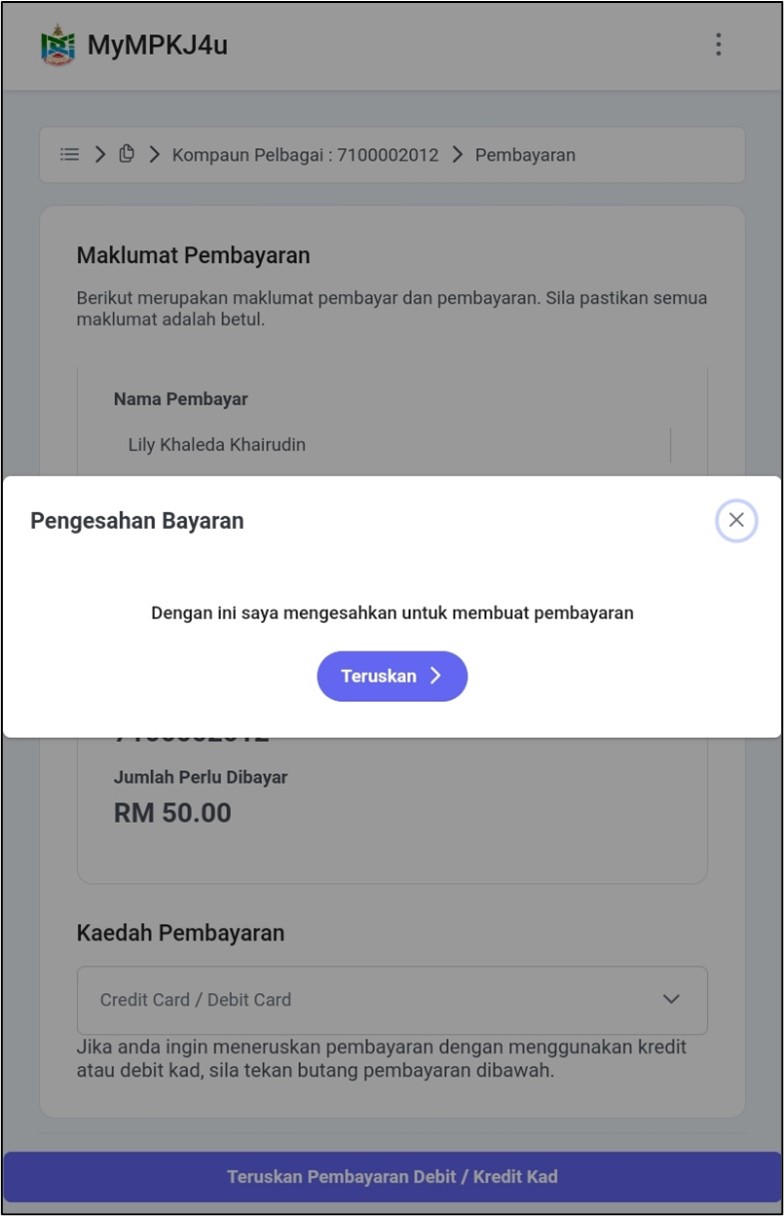 MyMPKJ4u
Kompaun Pelbagai : 7100002012 > Pembayaran
Maklumat Pembayaran
Berikut merupakan maklumat pembayar dan pembayaran. Sila pastikan semua
maklumat adalah betul.
Nama Pembayar
Lily Khaleda Khairudin
Pengesahan Bayaran
Dengan ini saya mengesahkan untuk membuat pembayaran
Teruskan >
7100002012
Jumlah Perlu Dibayar
RM 50.00
Kaedah Pembayaran
Credit Card / Debit Card
Jika anda ingin meneruskan pembayaran dengan menggunakan kredit
atau debit kad, sila tekan butang pembayaran dibawah.
Teruskan Pembayaran Debit / Kredit Kad